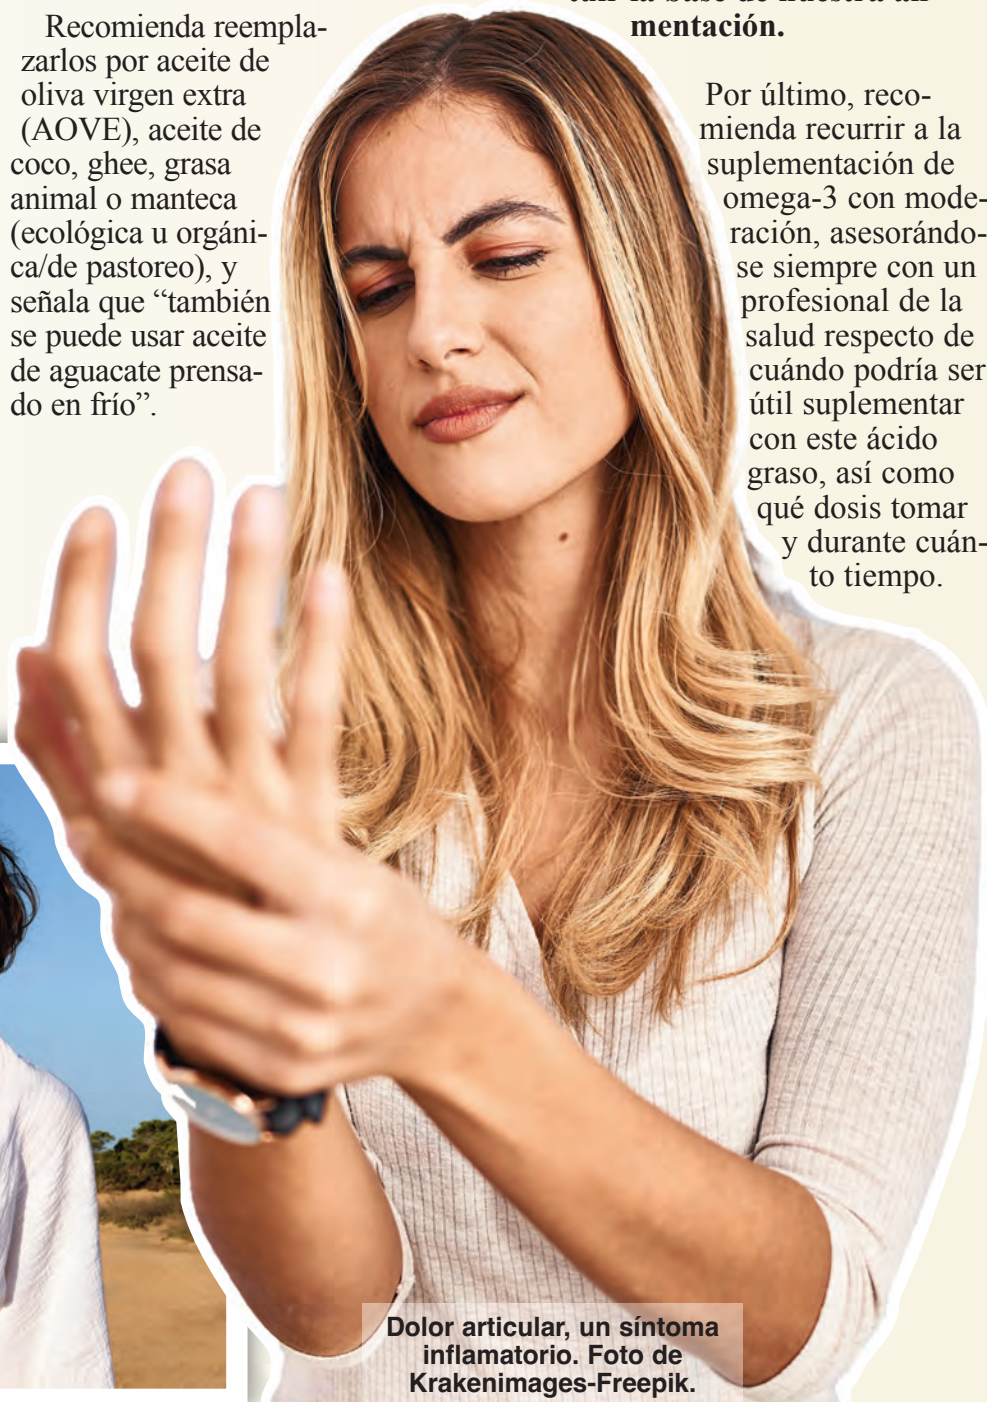 Recomienda reempla-
zarlos por aceite de
oliva virgen extra
(AOVE), aceite de
coco, ghee, grasa
animal o manteca
(ecológica u orgáni-
ca/de pastoreo), y
señala que “también
se puede usar aceite
de aguacate prensa-
do en frío”.
mentación.
Por último, reco-
mienda recurrir a la
suplementación de
omega-3 con mode-
ración, asesorándo-
se siempre con un
profesional de la
salud respecto de
cuándo podría ser
útil suplementar
con este ácido
graso, así como
qué dosis tomar
y durante cuán-
to tiempo.
Dolor articular, un síntoma
inflamatorio. Foto de
Krakenimages-Freepik.